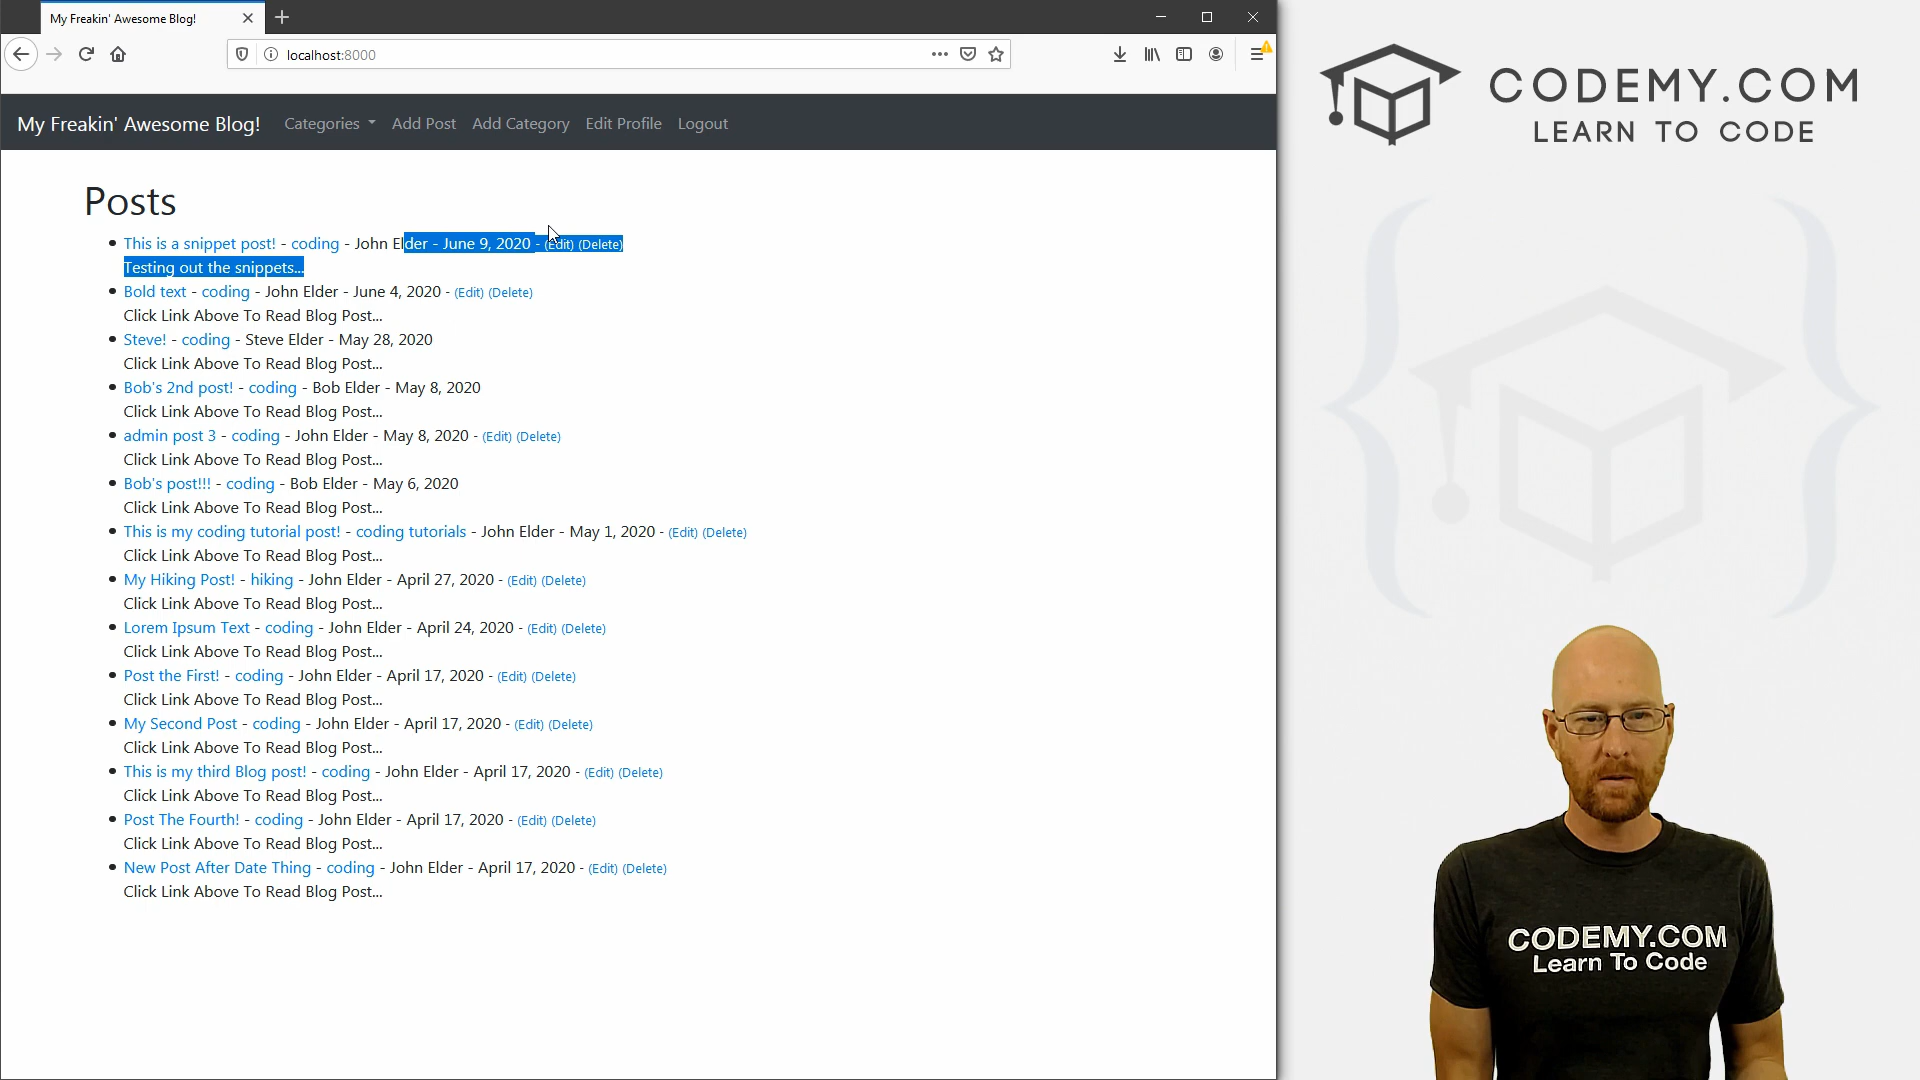 My Freakin' Awesome Blog!
localhost:8000
My Freakin' Awesome Blog! Categories Add Post Add Category Edit Profile Logout
Posts
This is a snippet post! - coding - John Elder - June 9, 2020 - (Edit) (Delete)
Testing out the snippets...
Bold text - coding - John Elder - June 4, 2020 - (Edit) (Delete)
Click Link Above To Read Blog Post...
Steve! - coding - Steve Elder - May 28, 2020
Click Link Above To Read Blog Post...
Bob's 2nd post! - coding - Bob Elder - May 8, 2020
Click Link Above To Read Blog Post...
admin post 3 - coding - John Elder - May 8, 2020 - (Edit) (Delete)
Click Link Above To Read Blog Post...
Bob's post!!! - coding - Bob Elder - May 6, 2020
Click Link Above To Read Blog Post...
This is my coding tutorial post! - coding tutorials - John Elder - May 1, 2020 - (Edit) (Delete)
Click Link Above To Read Blog Post...
My Hiking Post! - hiking - John Elder - April 27, 2020 - (Edit) (Delete)
Click Link Above To Read Blog Post...
Lorem Ipsum Text - coding - John Elder - April 24, 2020 - (Edit) (Delete)
Click Link Above To Read Blog Post...
Post the First! - coding - John Elder - April 17, 2020 - (Edit) (Delete)
Click Link Above To Read Blog Post...
My Second Post - coding - John Elder - April 17, 2020 - (Edit) (Delete)
Click Link Above To Read Blog Post...
This is my third Blog post! - coding - John Elder - April 17, 2020 - (Edit) (Delete)
Click Link Above To Read Blog Post...
Post The Fourth! - coding - John Elder - April 17, 2020 - (Edit) (Delete)
Click Link Above To Read Blog Post...
New Post After Date Thing - coding - John Elder - April 17, 2020 - (Edit) (Delete)
Click Link Above To Read Blog Post...
CODEMY.COM
LEARN TO CODE
CODEMY.COM
Learn To Code